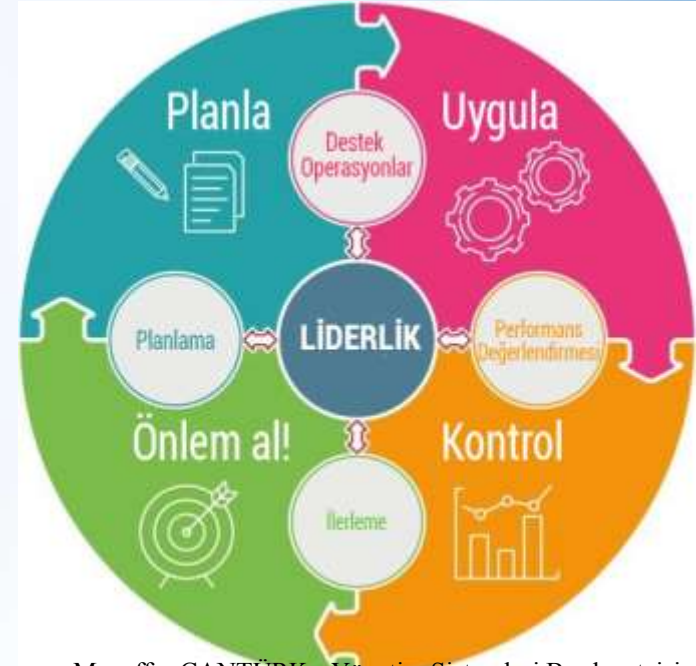 Planla
Uygula
Destek
Operasyonlar
Planlama
LİDERLİK
Performans
Değerlendirmesi
Önlem al!
Kontrol
İlerleme